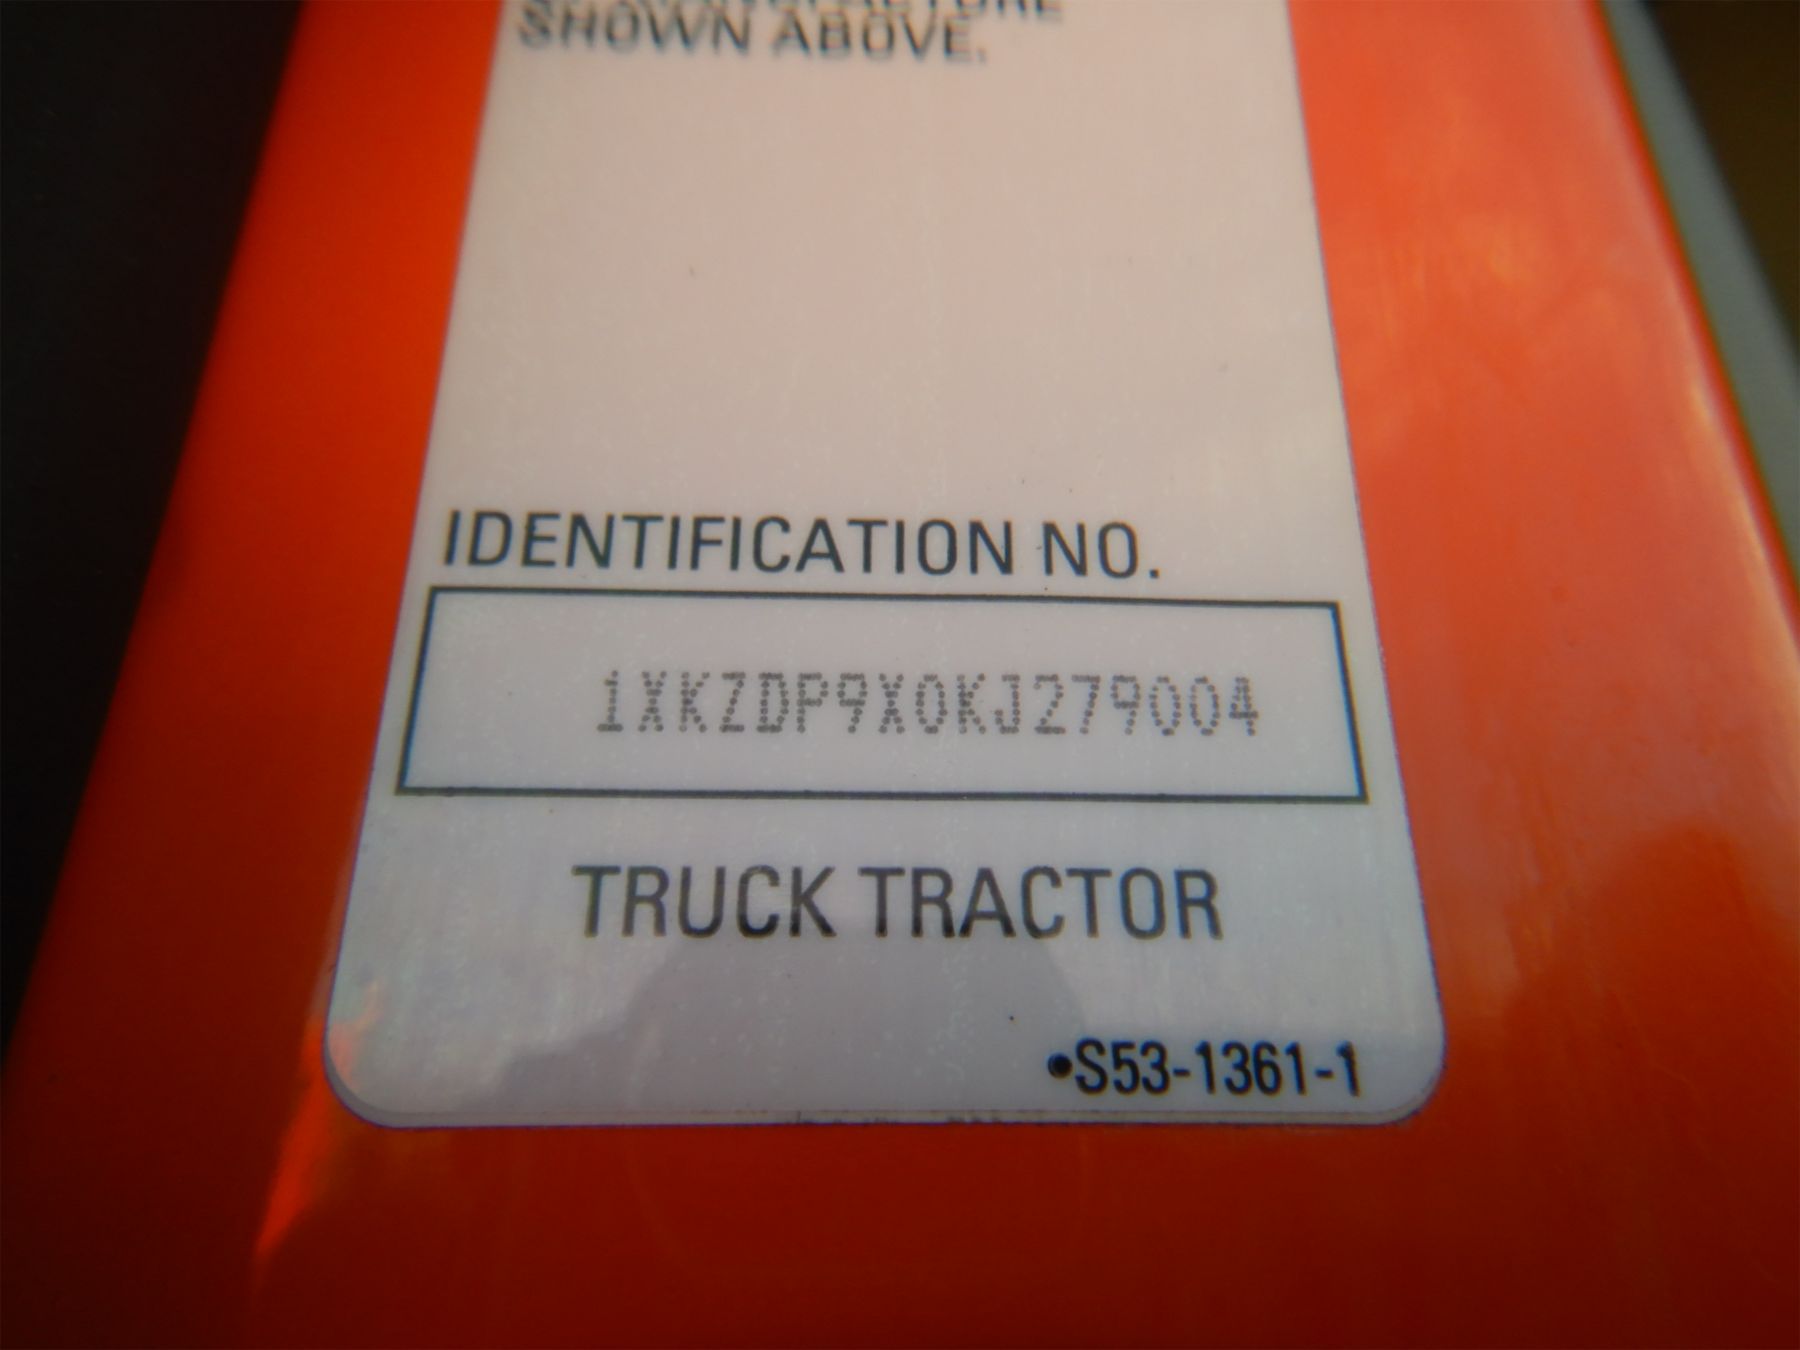 SHOWN ABOVE.
IDENTIFICATION NO.
1XKZDP9X0KJ279004
TRUCK TRACTOR
•S53-1361-1